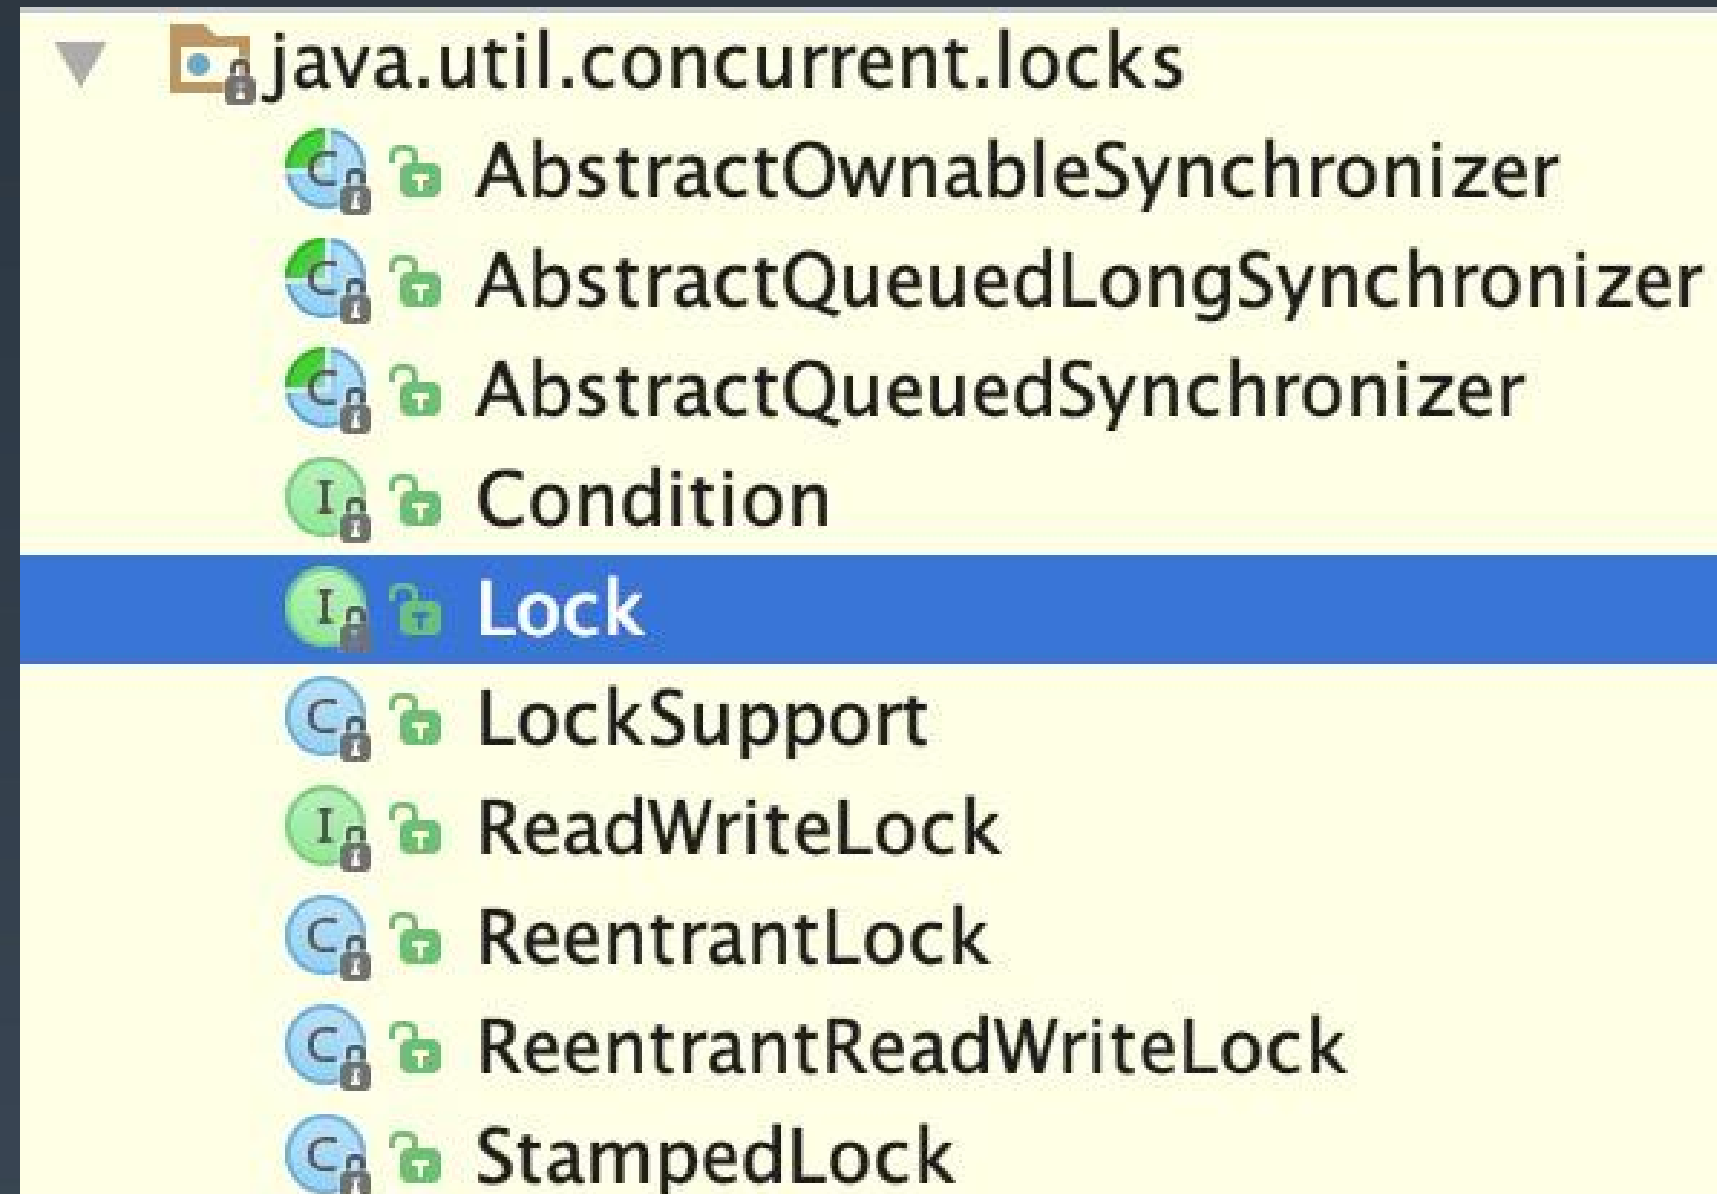 java.util.concurrent.locks
AbstractOwnableSynchronizer
AbstractQueuedLongSynchronizer
AbstractQueuedSynchronizer
Condition
Lock
LockSupport
ReadWriteLock
ReentrantLock
ReentrantReadWriteLock
StampedLock